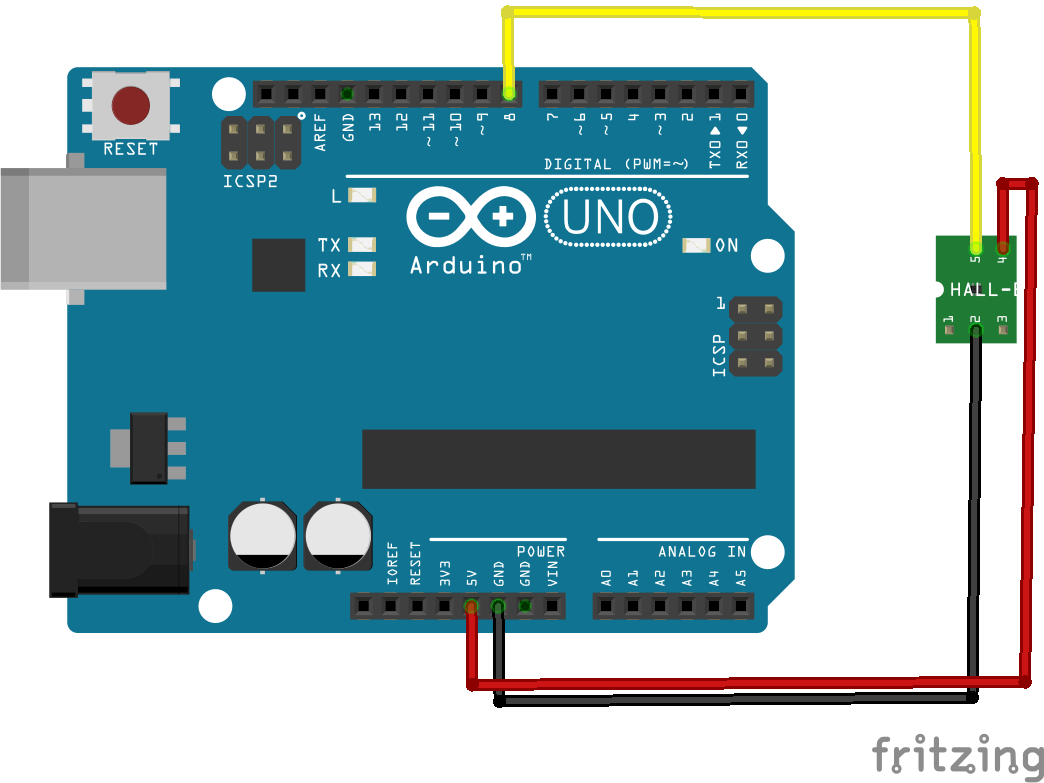 RESET
ICSP2
AREF
GND
13
12
~11
~10
~9
8
7
~6
~5
4
~3
2
TX0▶1
RX0◀0
DIGITAL (PWM=~)
L
TX
RX
Arduino™
UNO
ON
1
ICSP
5
4
HALL-E
1
2
3
IOREF
RESET
3V3
5V
GND
GND
VIN
POWER
A0
A1
A2
A3
A4
A5
ANALOG IN
fritzing